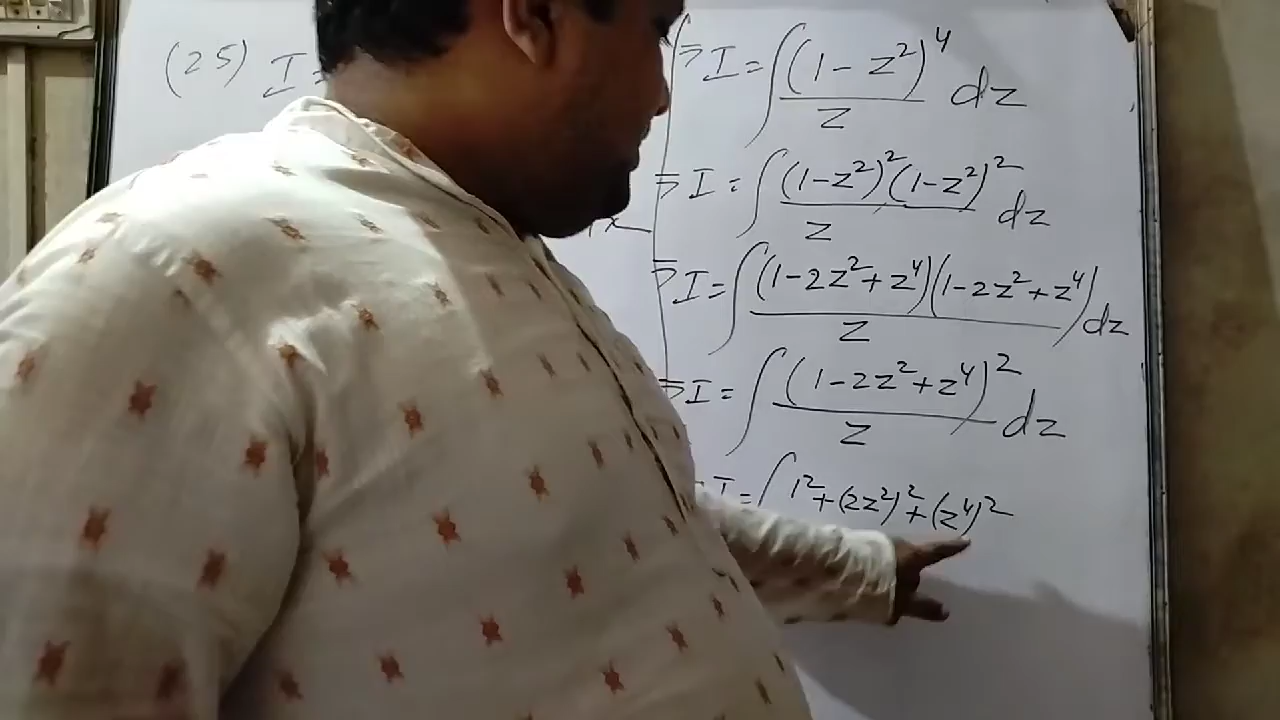 (25) I =
⇒ I = ∫ (1 - z²)⁴ / z dz
⇒ I = ∫ (1-z²)² (1-z²)² / z dz
⇒ I = ∫ (1-2z²+z⁴)(1-2z²+z⁴) / z dz
⇒ I = ∫ (1-2z²+z⁴)² / z dz
I = ∫ 1² + (2z²)² + (z⁴)²